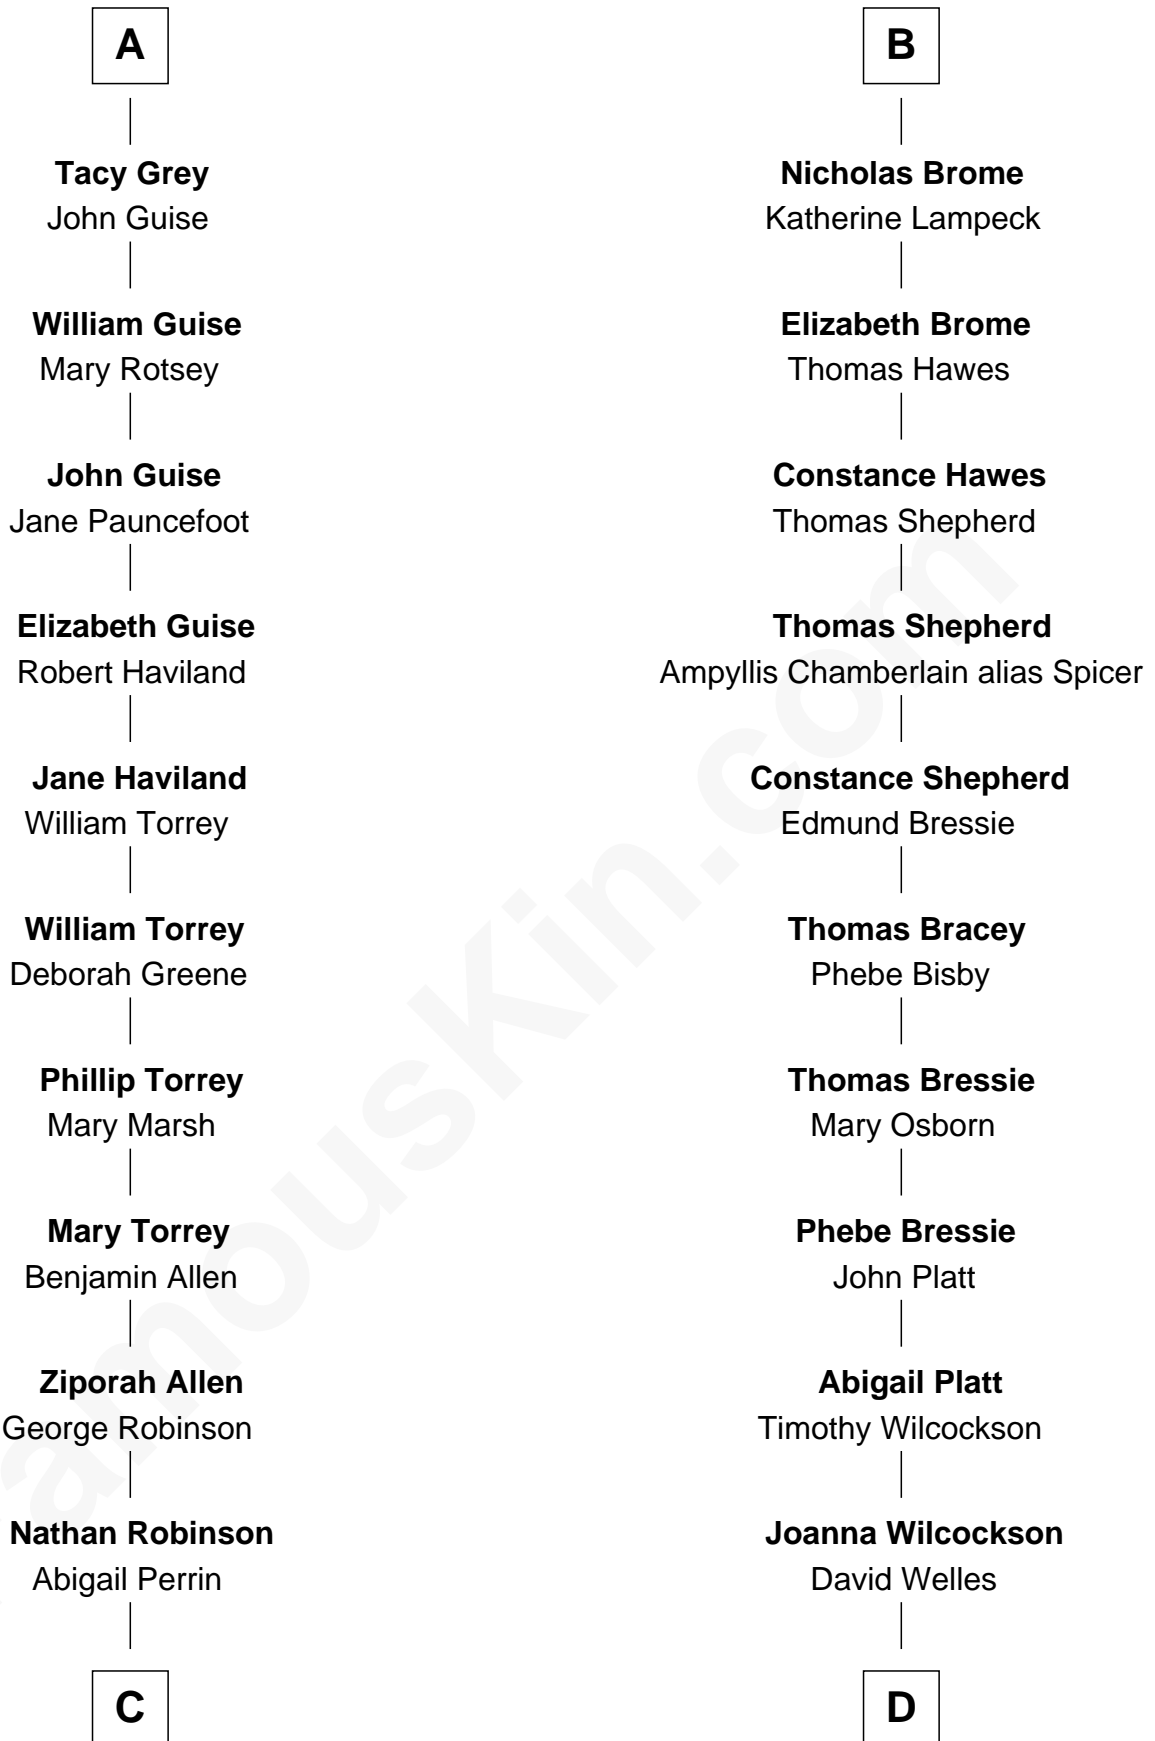 A
Tacy Grey
John Guise
William Guise
Mary Rotsey
John Guise
Jane Pauncefoot
Elizabeth Guise
Robert Haviland
Jane Haviland
William Torrey
William Torrey
Deborah Greene
Phillip Torrey
Mary Marsh
Mary Torrey
Benjamin Allen
Ziporah Allen
George Robinson
Nathan Robinson
Abigail Perrin
C
B
Nicholas Brome
Katherine Lampeck
Elizabeth Brome
Thomas Hawes
Constance Hawes
Thomas Shepherd
Thomas Shepherd
Ampyllis Chamberlain alias Spicer
Constance Shepherd
Edmund Bressie
Thomas Bracey
Phebe Bisby
Thomas Bressie
Mary Osborn
Phebe Bressie
John Platt
Abigail Platt
Timothy Wilcockson
Joanna Wilcockson
David Welles
D
amousKin.com